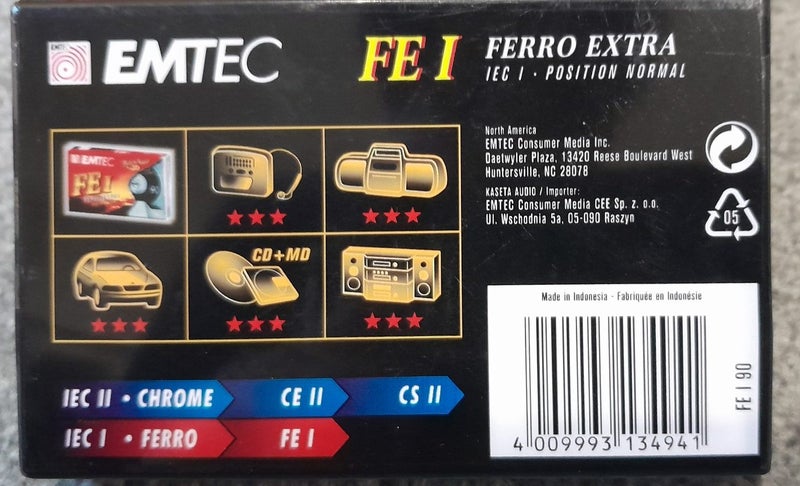 EMTEC
FE I
FERRO EXTRA
IEC I · POSITION NORMAL
EMTEC
FE I
CD+MD
North America
EMTEC Consumer Media Inc.
Daetwyler Plaza, 13420 Reese Boulevard West
Huntersville, NC 28078
KASETA AUDIO / Importer:
EMTEC Consumer Media CEE Sp. z. o.o.
Ul. Wschodnia 5a, 05-090 Raszyn
05
Made in Indonesia - Fabriquée en Indonésie
FE I 90
4 009993 134941
IEC II • CHROME CE II CS II
IEC I • FERRO FE I